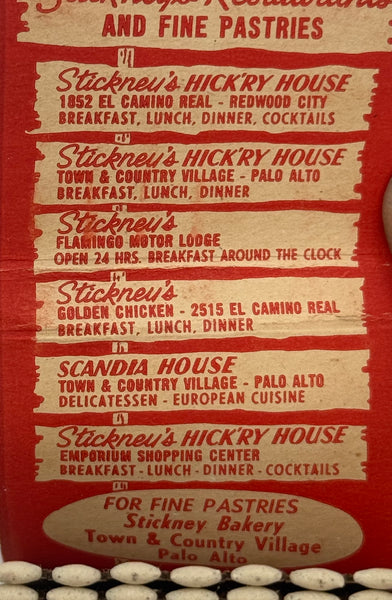 Stickney's Restaurants
AND FINE PASTRIES
Stickney's HICK'RY HOUSE
1852 EL CAMINO REAL - REDWOOD CITY
BREAKFAST, LUNCH, DINNER, COCKTAILS
Stickney's HICK'RY HOUSE
TOWN & COUNTRY VILLAGE - PALO ALTO
BREAKFAST, LUNCH, DINNER
Stickney's
FLAMINGO MOTOR LODGE
OPEN 24 HRS. BREAKFAST AROUND THE CLOCK
Stickney's
GOLDEN CHICKEN - 2515 EL CAMINO REAL
BREAKFAST, LUNCH, DINNER
SCANDIA HOUSE
TOWN & COUNTRY VILLAGE - PALO ALTO
DELICATESSEN - EUROPEAN CUISINE
Stickney's HICK'RY HOUSE
EMPORIUM SHOPPING CENTER
BREAKFAST - LUNCH - DINNER - COCKTAILS
FOR FINE PASTRIES
Stickney Bakery
Town & Country Village
Palo Alto